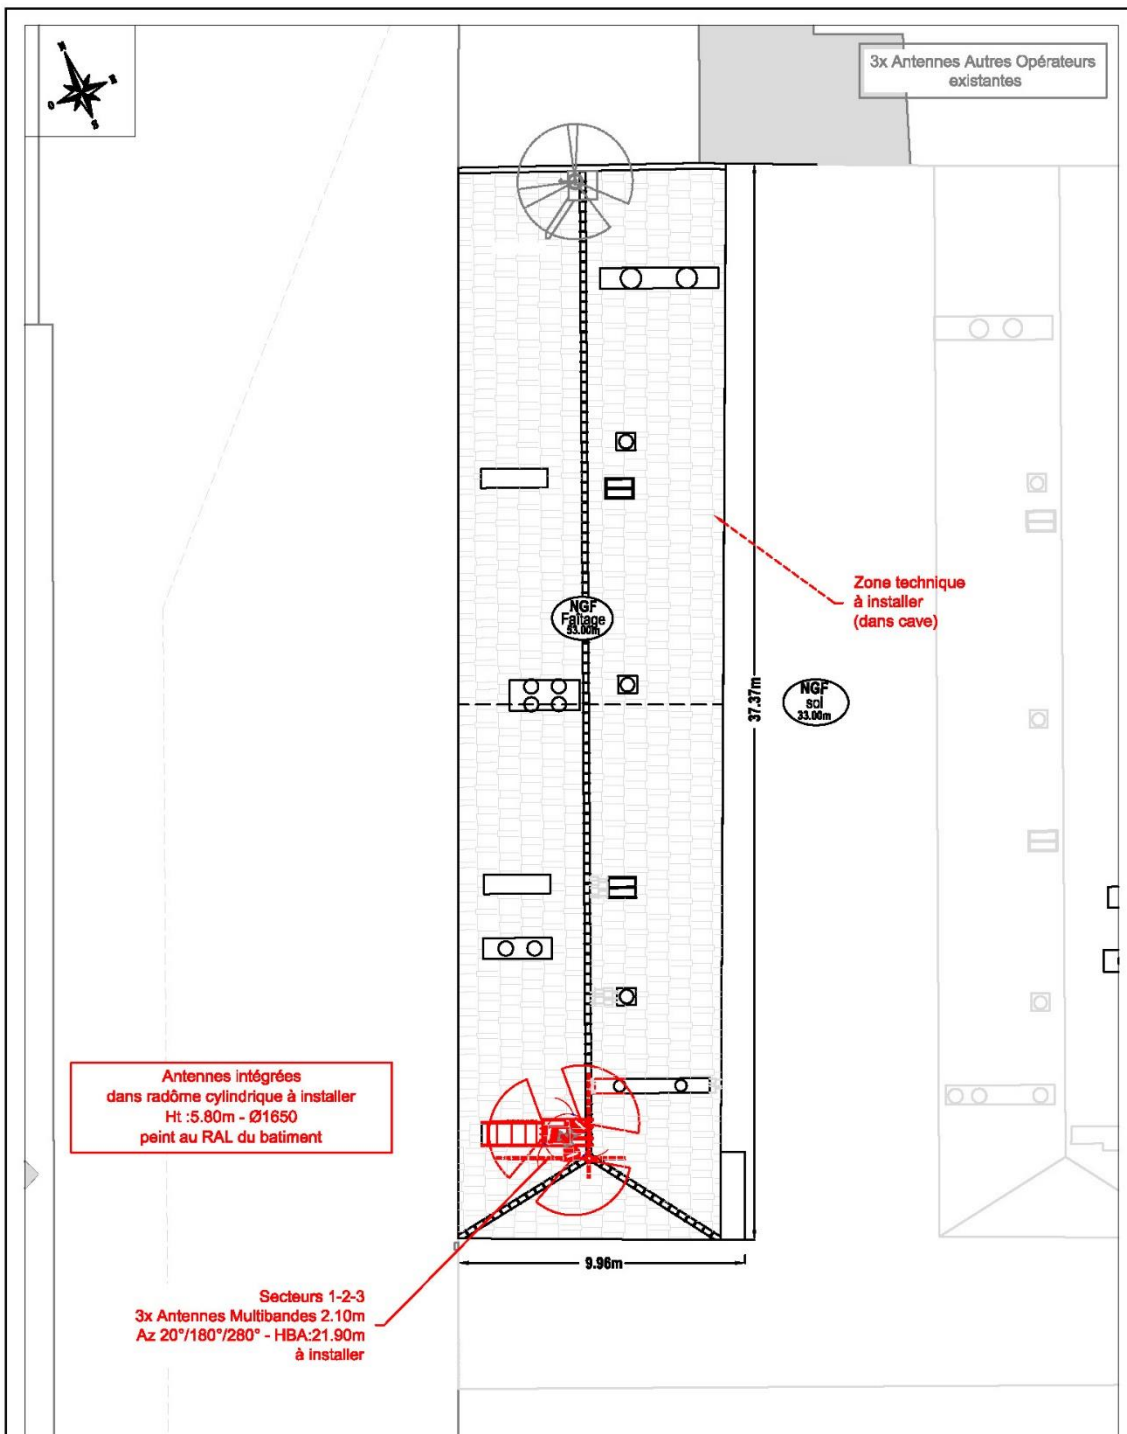 N
E
O
S
3x Antennes Autres Opérateurs
existantes
Zone technique
à installer
(dans cave)
NGF
Faîtage
53.00m
37.37m
NGF
sol
33.00m
Antennes intégrées
dans radôme cylindrique à installer
Ht :5.80m - Ø1650
peint au RAL du batiment
9.96m
Secteurs 1-2-3
3x Antennes Multibandes 2.10m
Az 20°/180°/280° - HBA:21.90m
à installer